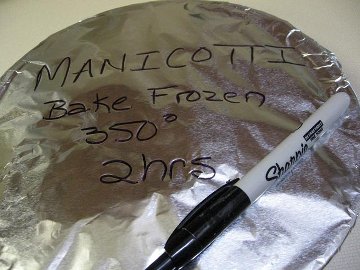 MANICOTTI
Bake Frozen
350°
2hrs
Sharpie